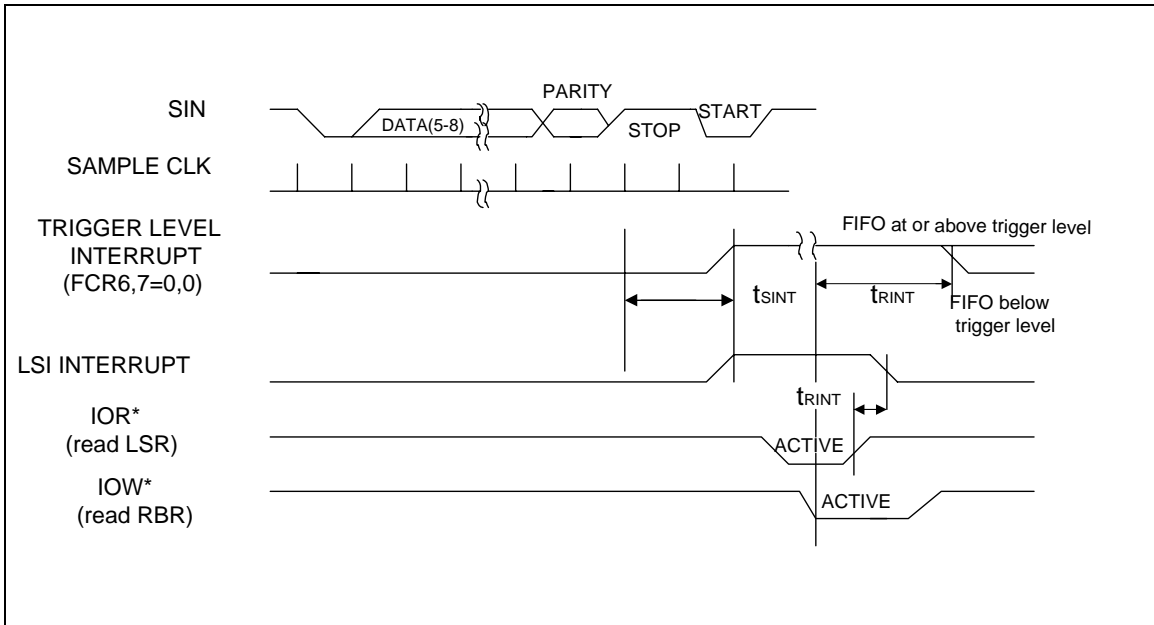 PARITY
SIN
START
DATA(5-8)
STOP
SAMPLE CLK
TRIGGER LEVEL
INTERRUPT
(FCR6,7=0,0)
FIFO at or above trigger level
tSINT
tRINT
FIFO below
trigger level
LSI INTERRUPT
tRINT
IOR*
(read LSR)
ACTIVE
IOW*
(read RBR)
ACTIVE